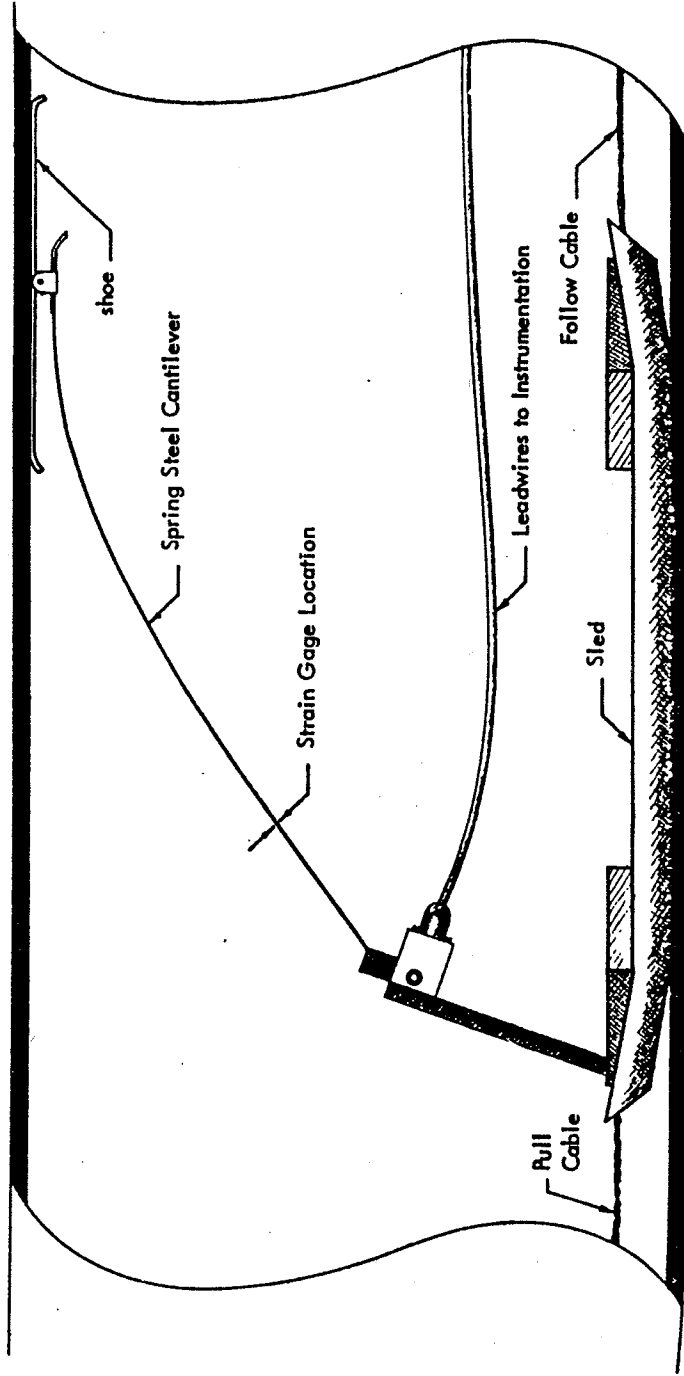 shoe
Spring Steel Cantilever
Strain Gage Location
Leadwires to Instrumentation
Follow Cable
Sled
Pull
Cable